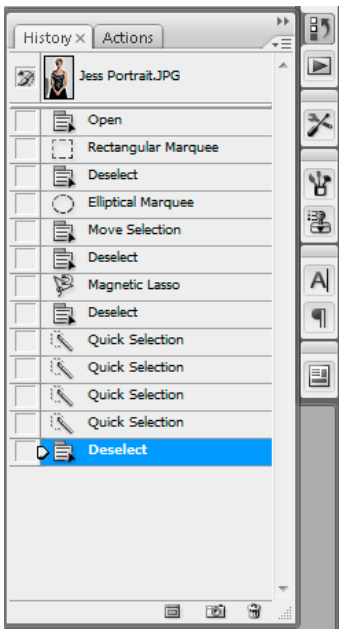 History × Actions
Jess Portrait.JPG
Open
Rectangular Marquee
Deselect
Elliptical Marquee
Move Selection
Deselect
Magnetic Lasso
Deselect
Quick Selection
Quick Selection
Quick Selection
Quick Selection
Deselect
A
¶